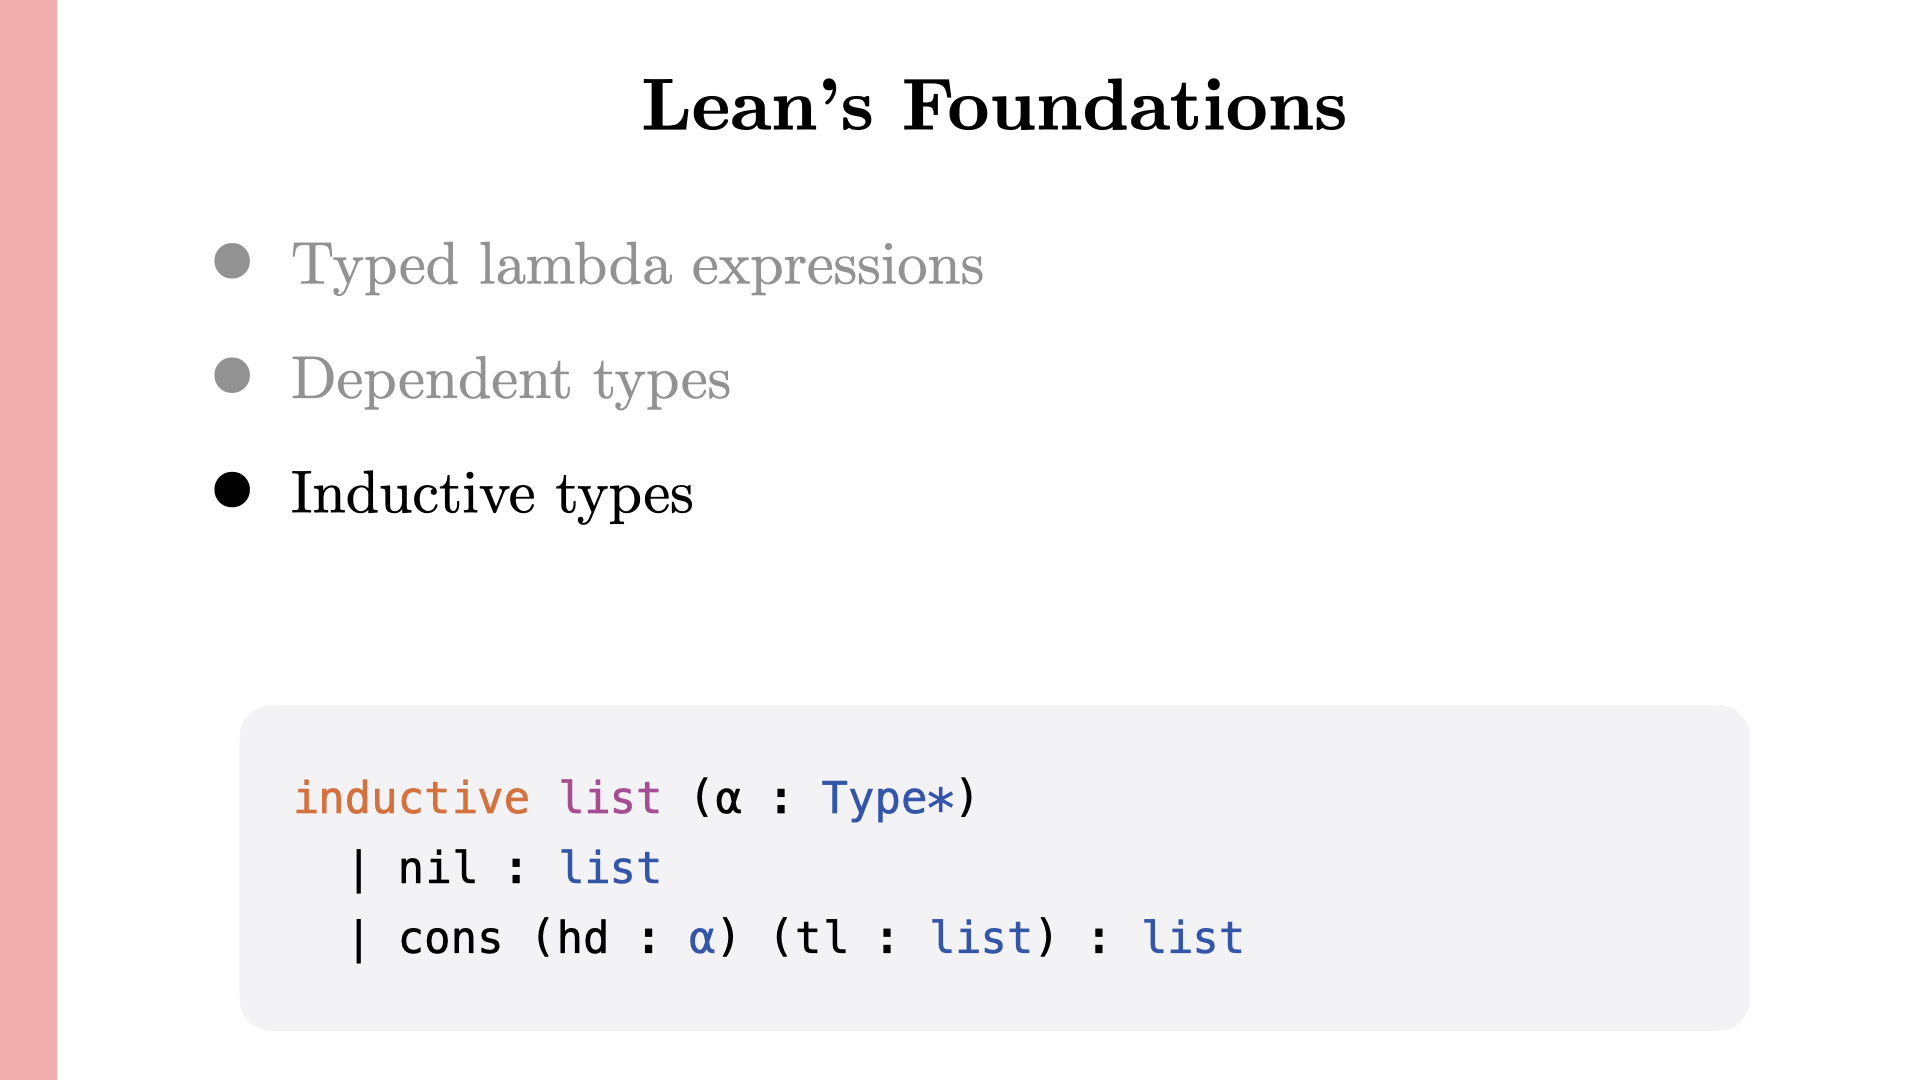 Lean’s Foundations
● Typed lambda expressions
● Dependent types
● Inductive types
inductive list (α : Type*)
| nil : list
| cons (hd : α) (tl : list) : list